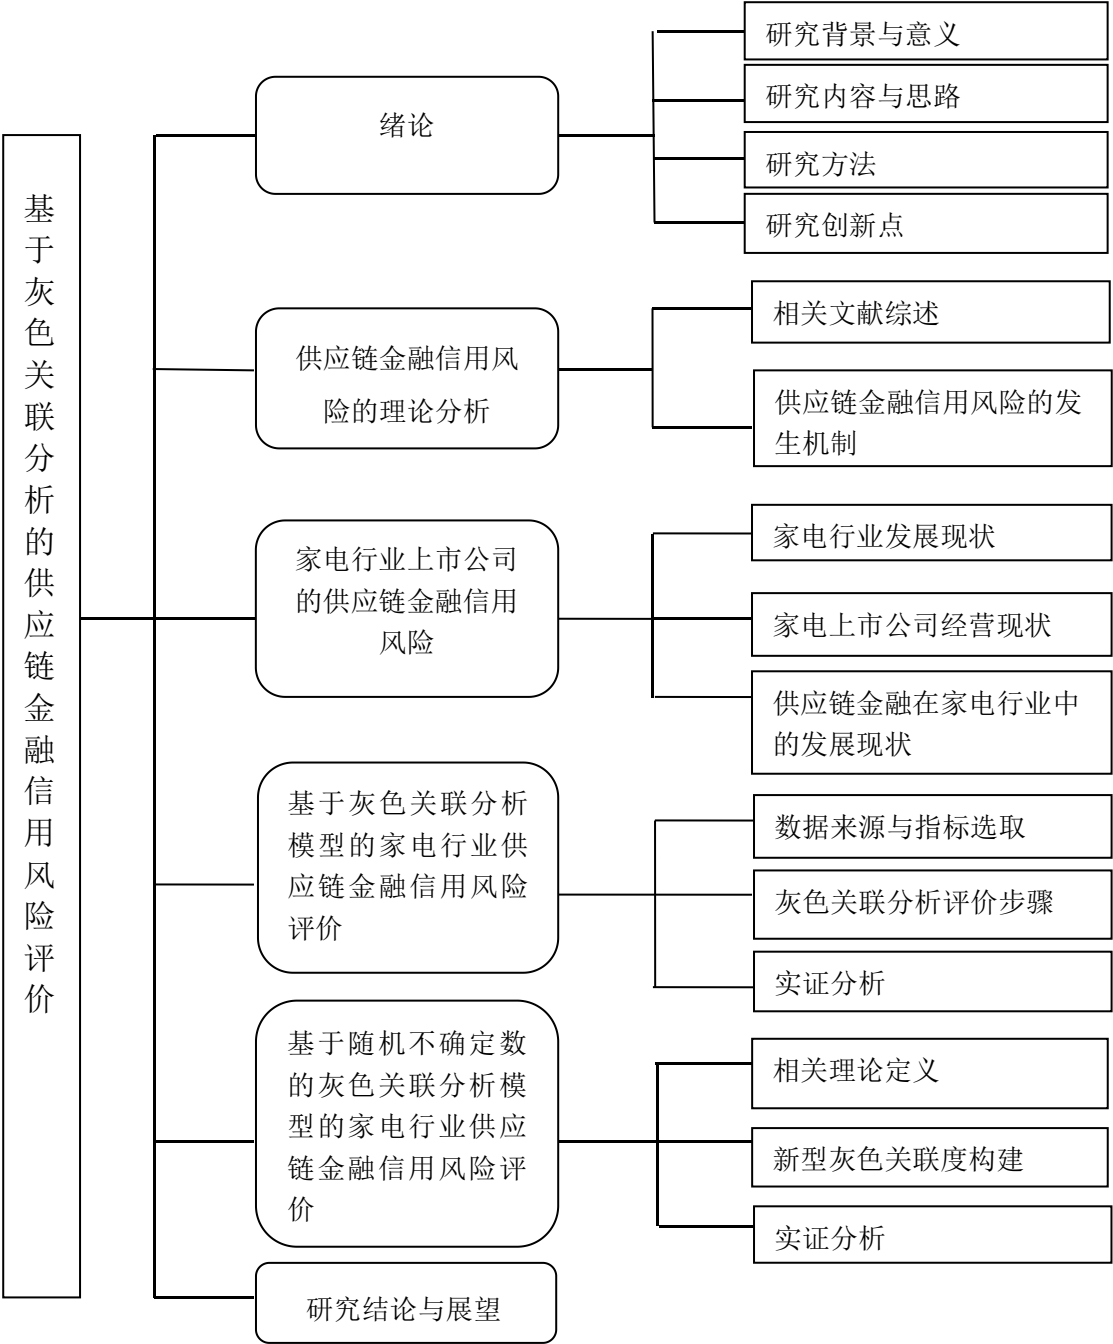 基于灰色关联分析的供应链金融信用风险评价
绪论
研究背景与意义
研究内容与思路
研究方法
研究创新点
供应链金融信用风
险的理论分析
相关文献综述
供应链金融信用风险的发
生机制
家电行业上市公司
的供应链金融信用
风险
家电行业发展现状
家电上市公司经营现状
供应链金融在家电行业中
的发展现状
基于灰色关联分析
模型的家电行业供
应链金融信用风险
评价
数据来源与指标选取
灰色关联分析评价步骤
实证分析
基于随机不确定数
的灰色关联分析模
型的家电行业供应
链金融信用风险评
价
相关理论定义
新型灰色关联度构建
实证分析
研究结论与展望